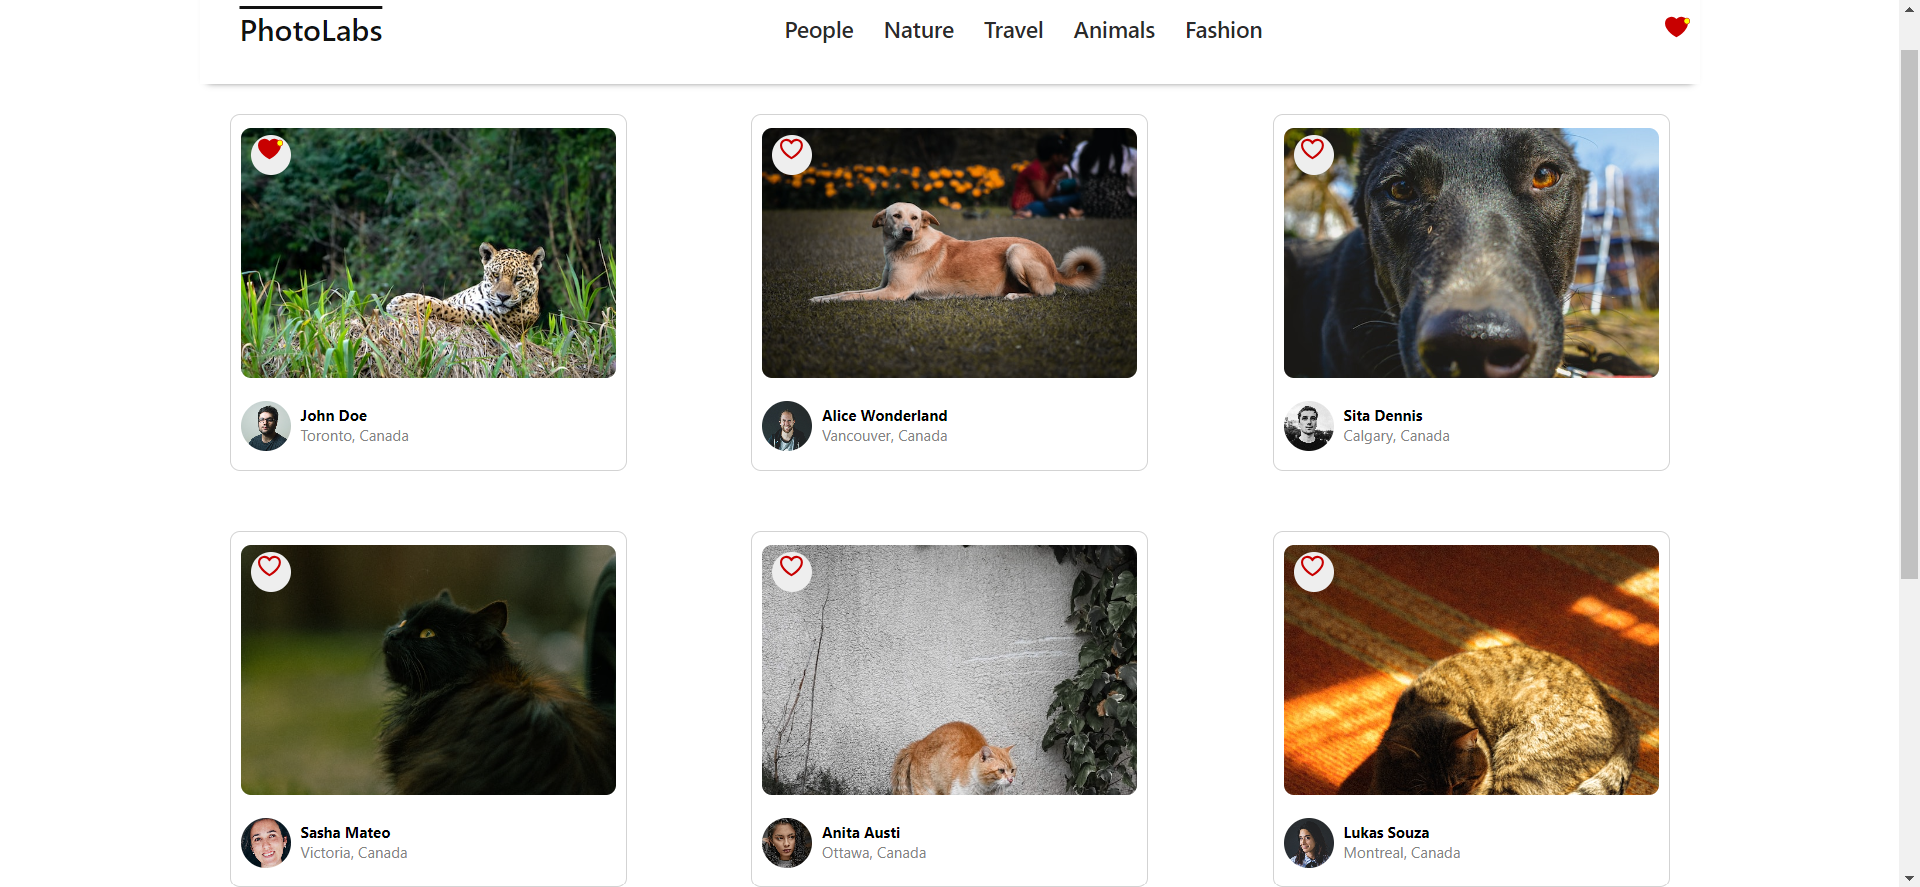 PhotoLabs
People Nature Travel Animals Fashion
John Doe
Toronto, Canada
Alice Wonderland
Vancouver, Canada
Sita Dennis
Calgary, Canada
Sasha Mateo
Victoria, Canada
Anita Austi
Ottawa, Canada
Lukas Souza
Montreal, Canada